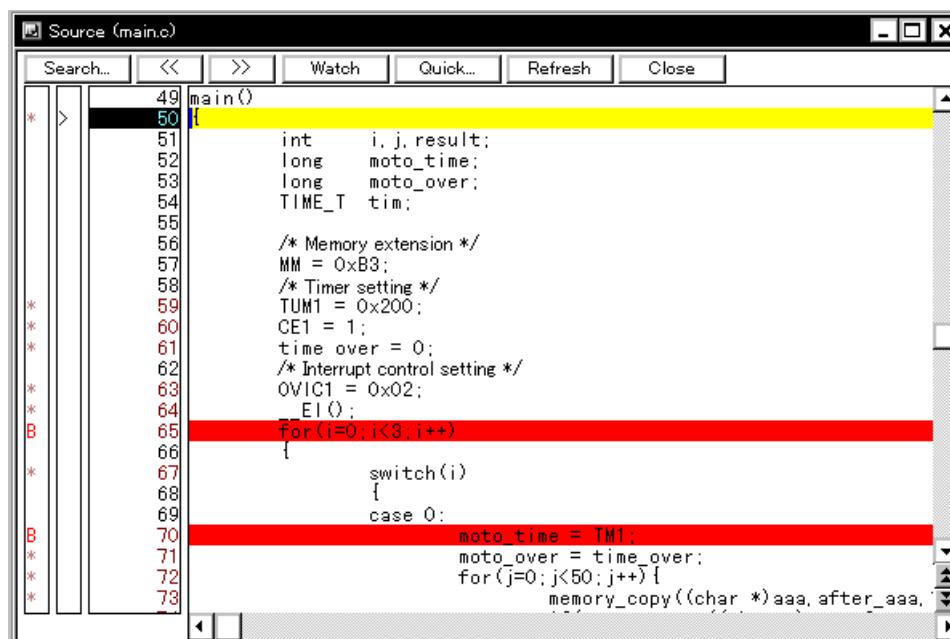 Source (main.c)
Search... << >> Watch Quick... Refresh Close
49 main()
* > 50 {
51 int i, j, result;
52 long moto_time;
53 long moto_over;
54 TIME_T tim;
55
56 /* Memory extension */
57 MM = 0xB3;
58 /* Timer setting */
* 59 TUM1 = 0x200;
* 60 CE1 = 1;
* 61 time over = 0;
62 /* Interrupt control setting */
* 63 OVIC1 = 0x02;
* 64 __EI();
B 65 for(i=0;i<3;i++)
66 {
* 67 switch(i)
68 {
69 case 0:
B 70 moto_time = TM1;
* 71 moto_over = time_over;
* 72 for(j=0;j<50;j++){
* 73 memory_copy((char *)aaa,after_aaa,